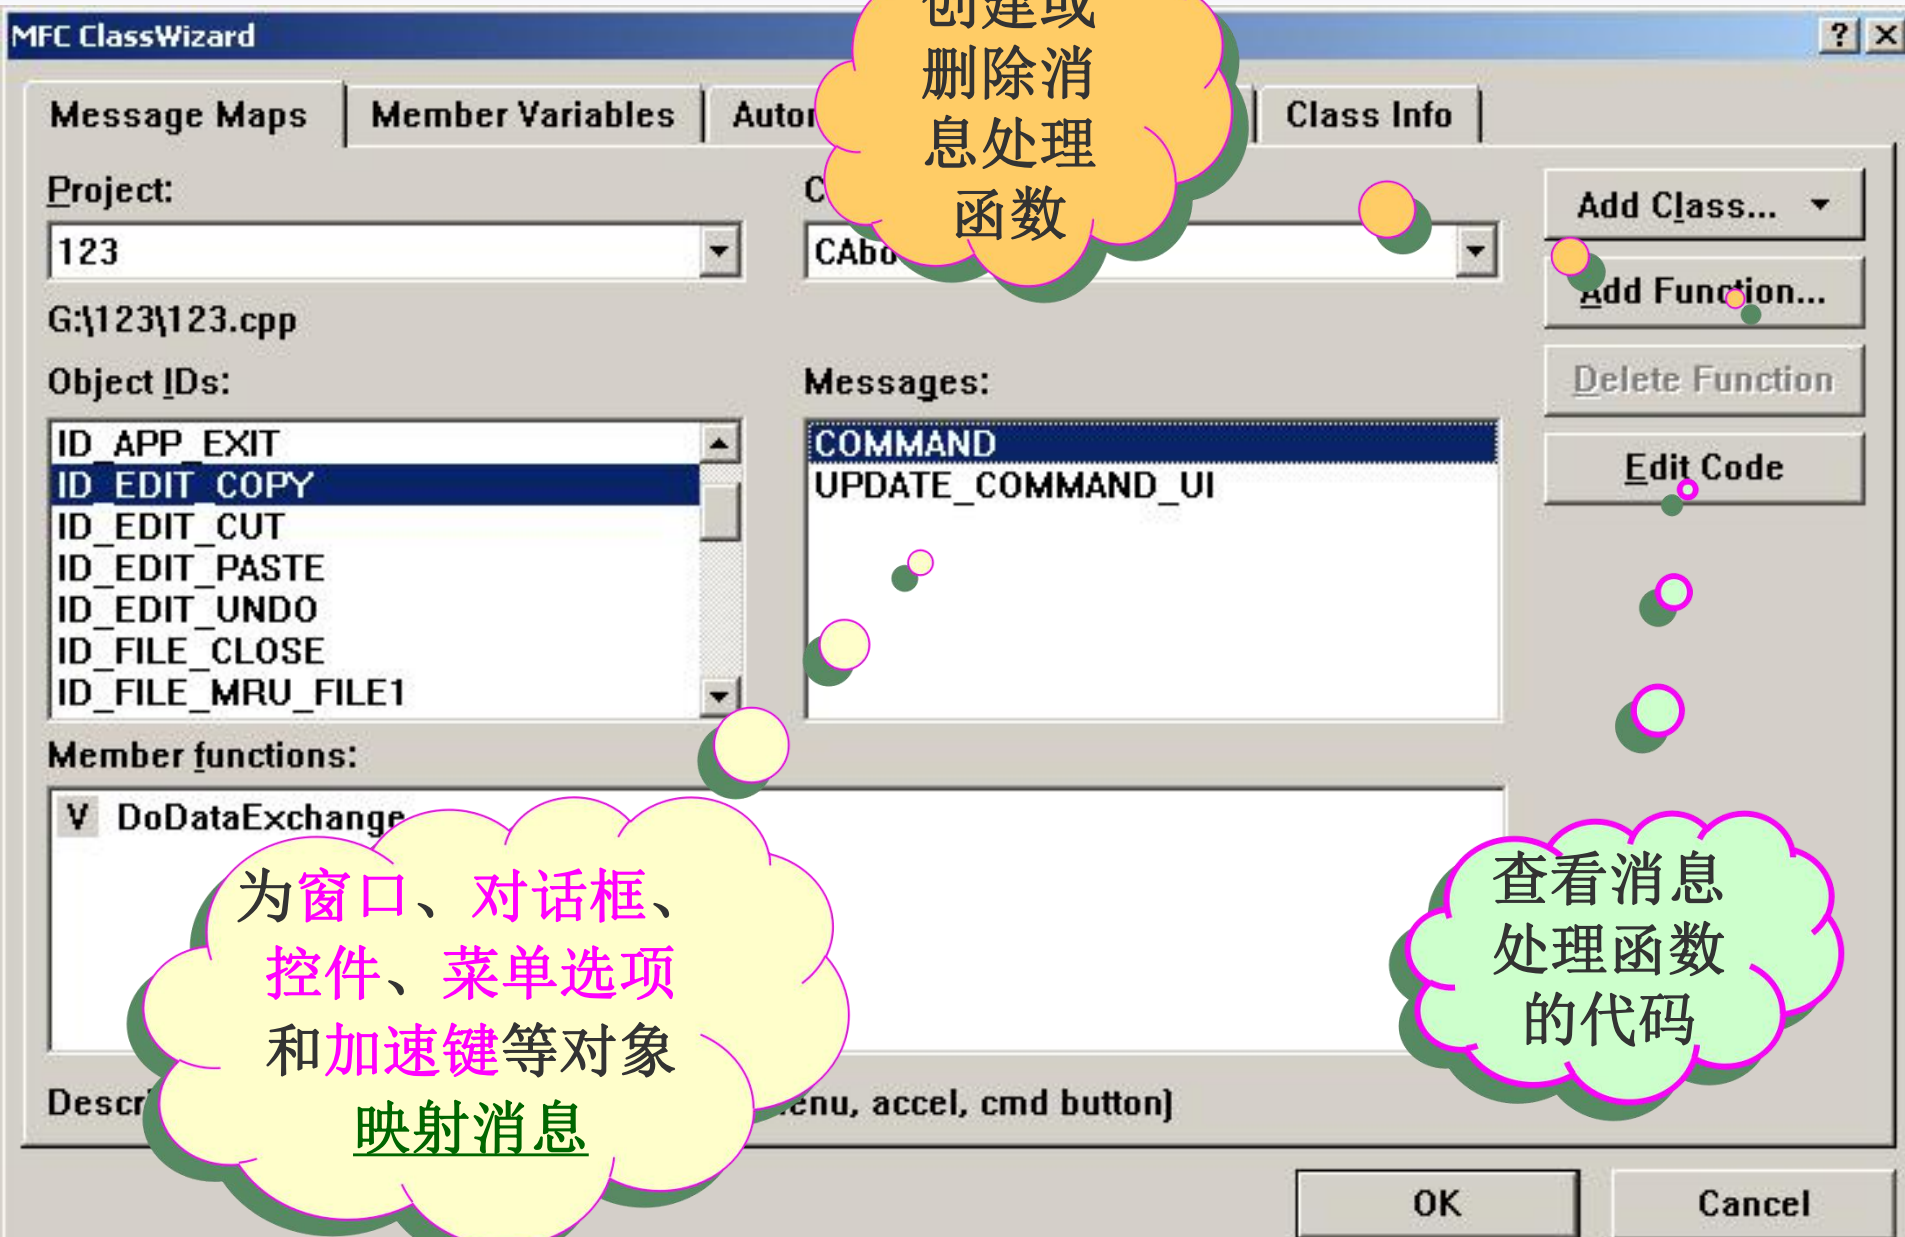 MFC ClassWizard
创建或
删除消
息处理
函数
Message Maps
Member Variables
Class Info
Project:
123
G:\123\123.cpp
Add Class...
Add Function...
Delete Function
Edit Code
Object IDs:
ID_APP_EXIT
ID_EDIT_COPY
ID_EDIT_CUT
ID_EDIT_PASTE
ID_EDIT_UNDO
ID_FILE_CLOSE
ID_FILE_MRU_FILE1
Messages:
COMMAND
UPDATE_COMMAND_UI
Member functions:
V DoDataExchange
为窗口、对话框、
控件、菜单选项
和加速键等对象
映射消息
查看消息
处理函数
的代码
accel, cmd button)
OK
Cancel